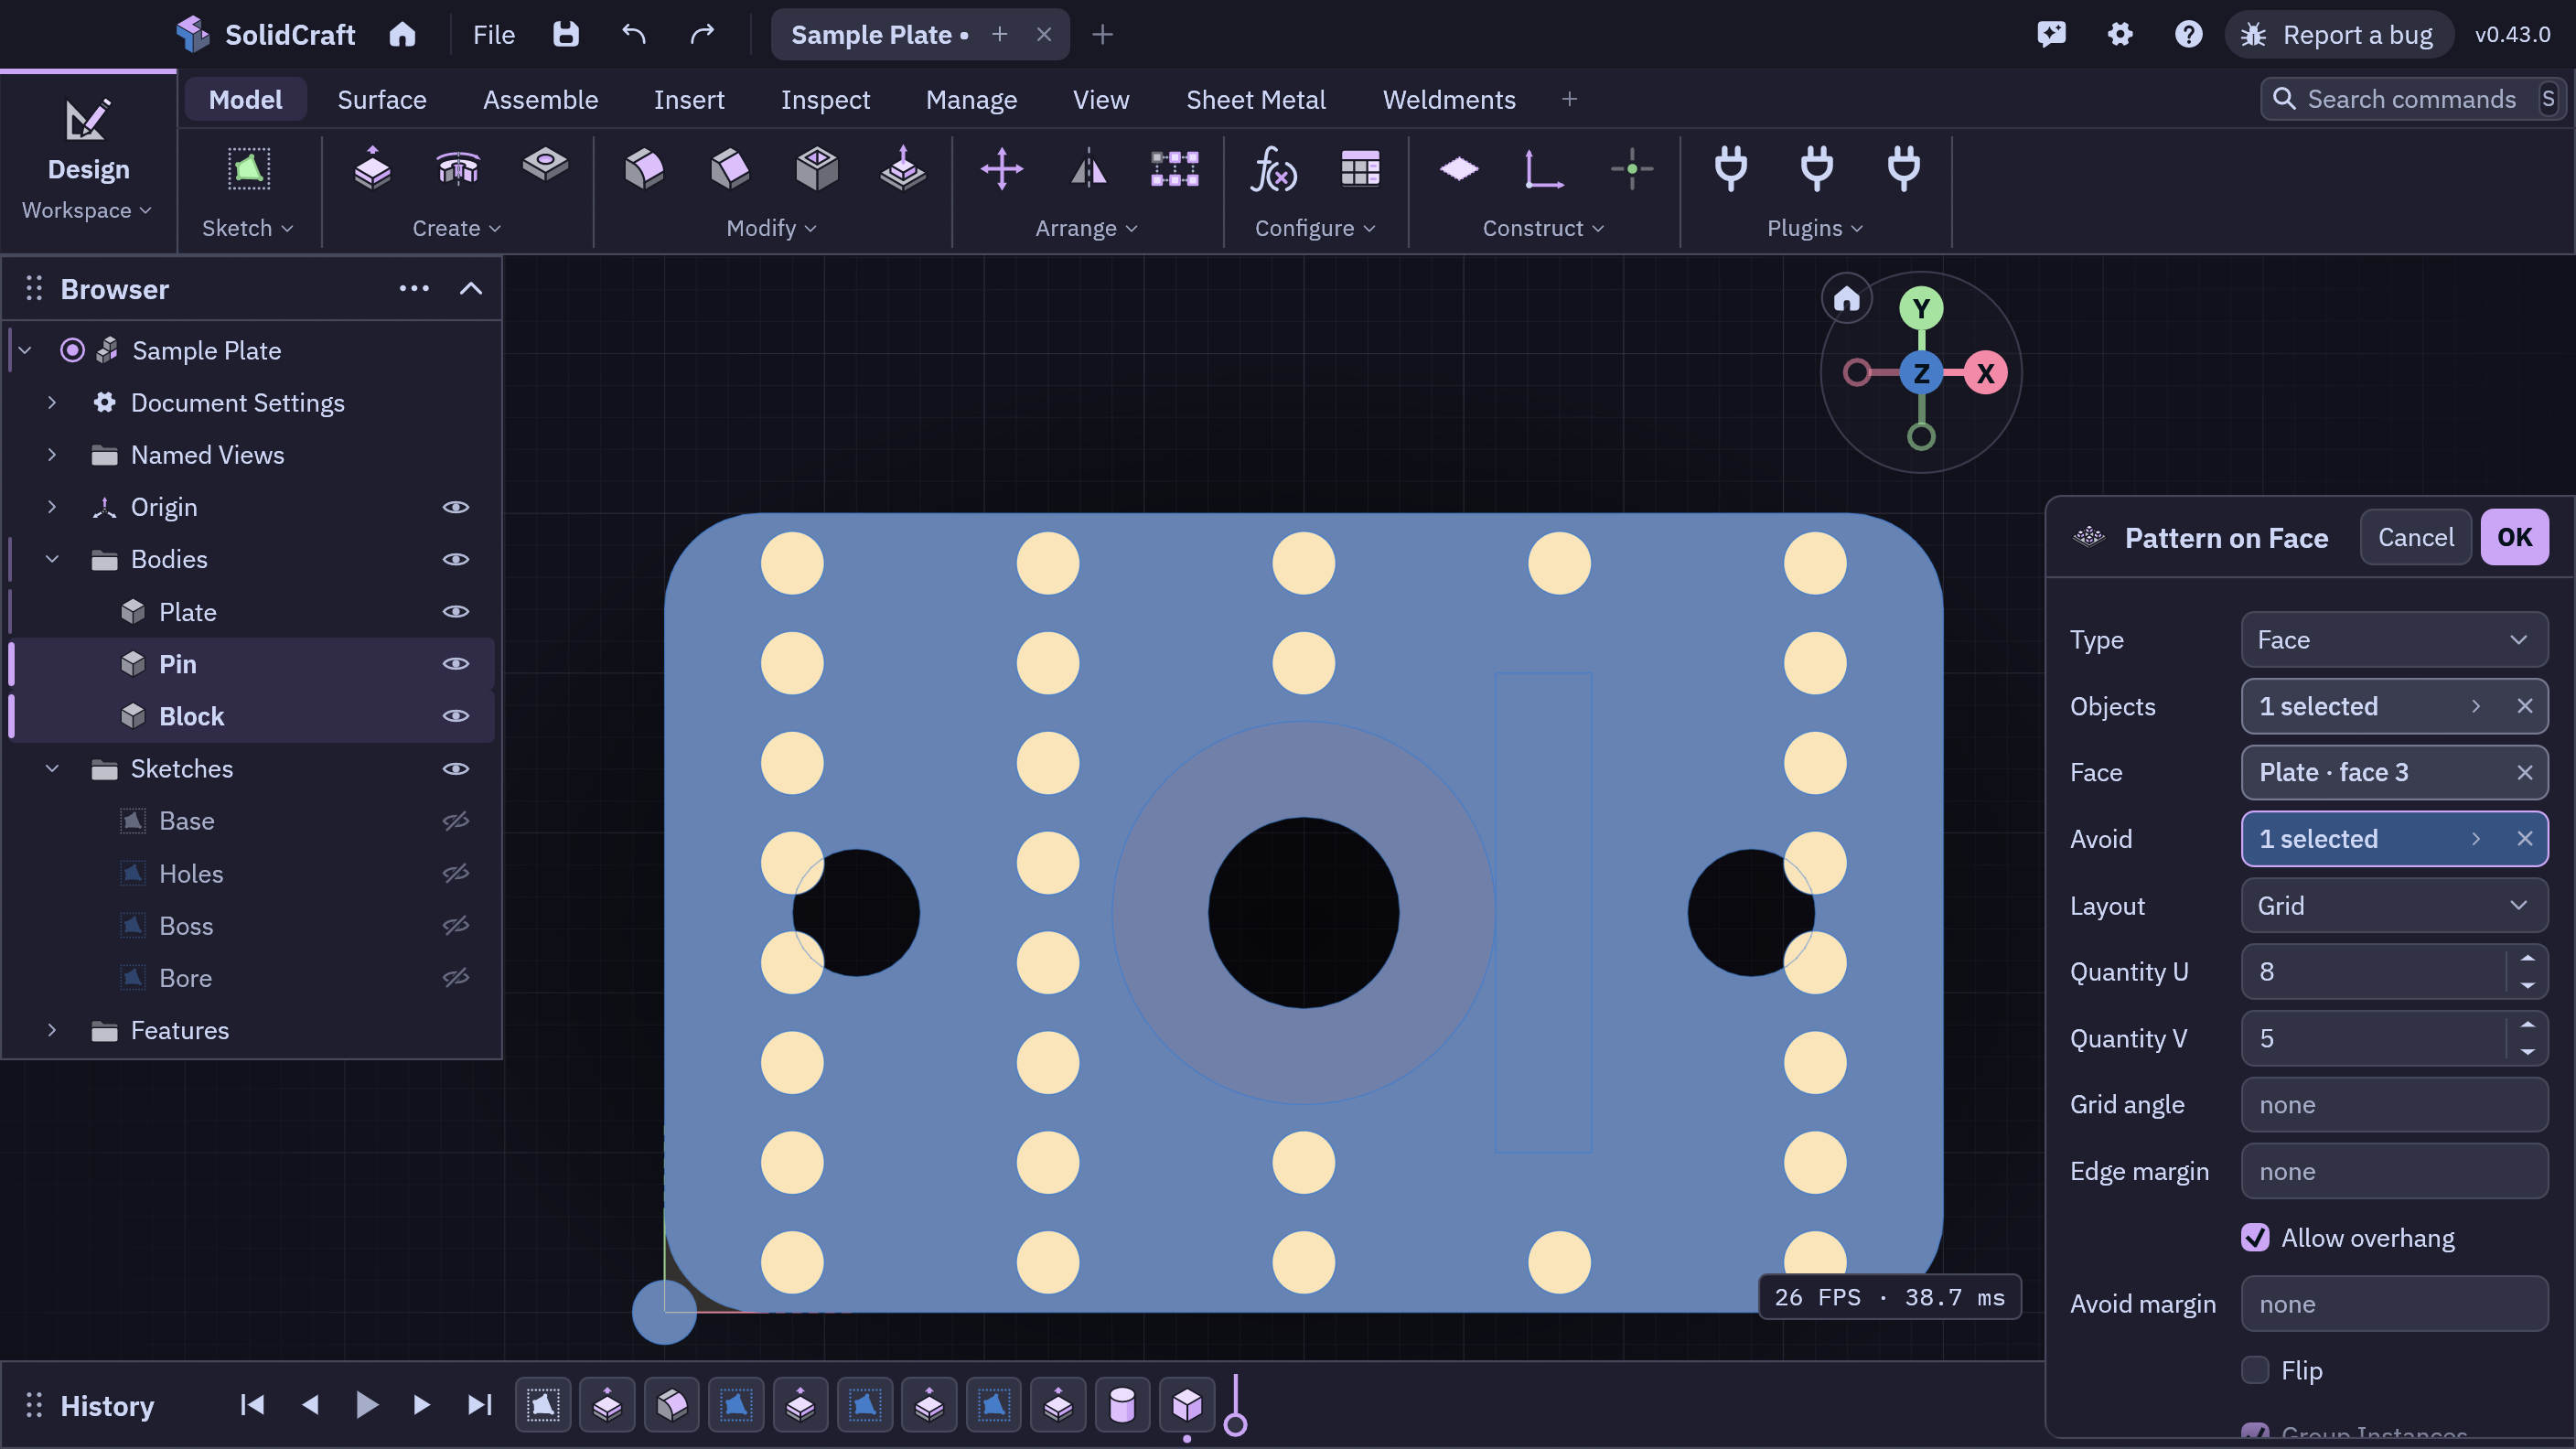 SolidCraft
File
Sample Plate •
Report a bug
v0.43.0
Design
Workspace
Model
Surface
Assemble
Insert
Inspect
Manage
View
Sheet Metal
Weldments
Search commands
S
Sketch
Create
Modify
Arrange
Configure
Construct
Plugins
Browser
Sample Plate
Document Settings
Named Views
Origin
Bodies
Plate
Pin
Block
Sketches
Base
Holes
Boss
Bore
Features
Y
Z
X
Pattern on Face
Cancel
OK
Type
Face
Objects
1 selected
Face
Plate · face 3
Avoid
1 selected
Layout
Grid
Quantity U
8
Quantity V
5
Grid angle
none
Edge margin
none
Allow overhang
Avoid margin
none
Flip
Group Instances
26 FPS · 38.7 ms
History